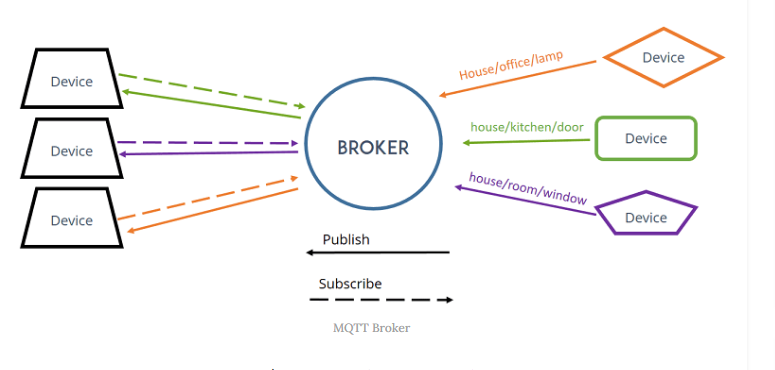 House/office/lamp
Device
Device
BROKER
house/kitchen/door
Device
Device
house/room/window
Device
Device
Publish
Subscribe
MQTT Broker